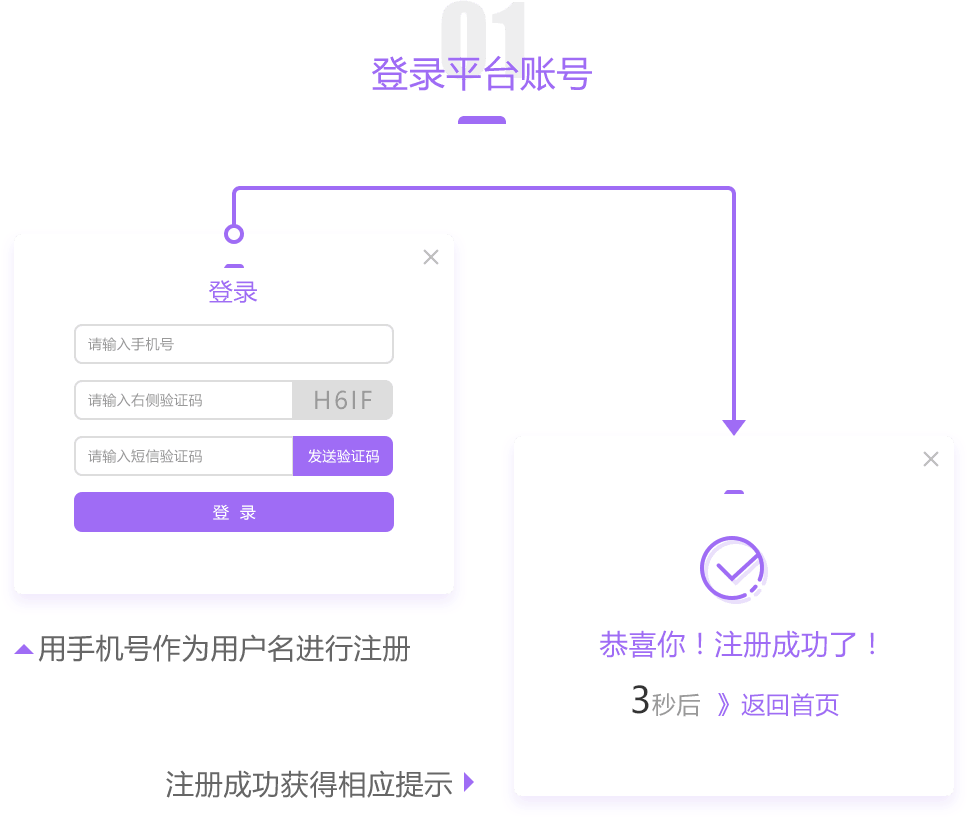 01
登录平台账号
登录
请输入手机号
请输入右侧验证码 H6IF
请输入短信验证码 发送验证码
登 录
用手机号作为用户名进行注册
恭喜你！注册成功了！
3秒后 》返回首页
注册成功获得相应提示